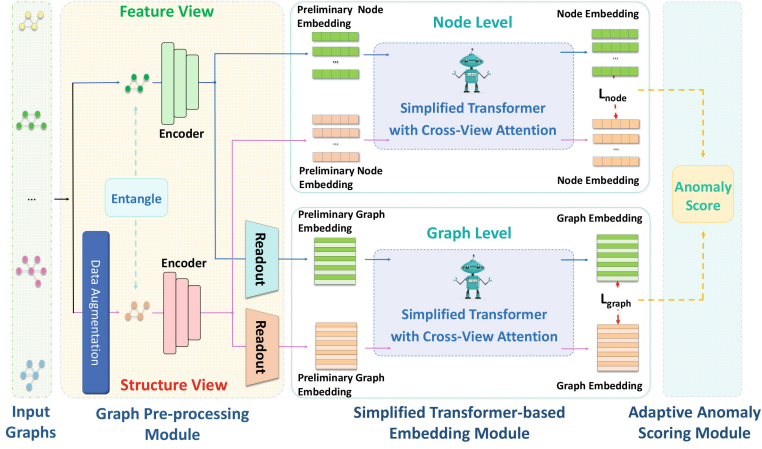 Feature View
Encoder
Entangle
Data Augmentation
Encoder
Structure View
Readout
Readout
Preliminary Node
Embedding
...
Preliminary Node
Embedding
...
Node Level
Simplified Transformer
with Cross-View Attention
Node Embedding
...
Lnode
...
Node Embedding
Preliminary Graph
Embedding
Preliminary Graph
Embedding
Graph Level
Simplified Transformer
with Cross-View Attention
Graph Embedding
Lgraph
Graph Embedding
Anomaly
Score
...
Input
Graphs
Graph Pre-processing
Module
Simplified Transformer-based
Embedding Module
Adaptive Anomaly
Scoring Module